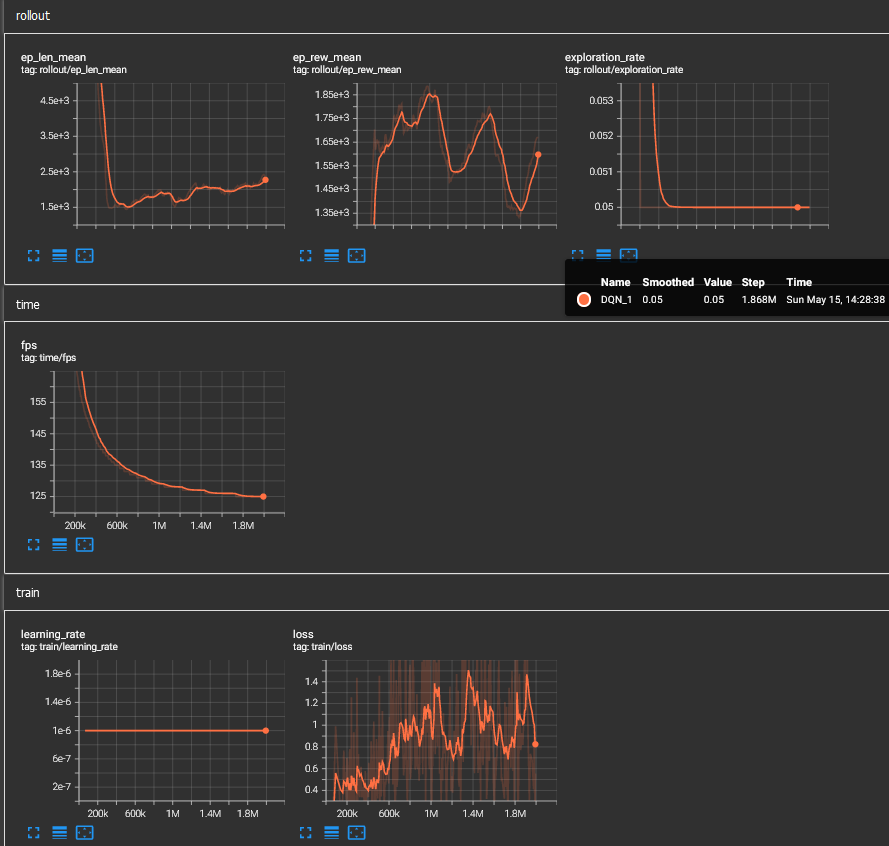 rollout
ep_len_mean
tag: rollout/ep_len_mean
4.5e+3
3.5e+3
2.5e+3
1.5e+3
ep_rew_mean
tag: rollout/ep_rew_mean
1.85e+3
1.75e+3
1.65e+3
1.55e+3
1.45e+3
1.35e+3
exploration_rate
tag: rollout/exploration_rate
0.053
0.052
0.051
0.05
Name Smoothed Value Step Time
DQN_1 0.05 0.05 1.868M Sun May 15, 14:28:38
time
fps
tag: time/fps
155
145
135
125
200k 600k 1M 1.4M 1.8M
train
learning_rate
tag: train/learning_rate
1.8e-6
1.4e-6
1e-6
6e-7
2e-7
200k 600k 1M 1.4M 1.8M
loss
tag: train/loss
1.4
1.2
1
0.8
0.6
0.4
200k 600k 1M 1.4M 1.8M